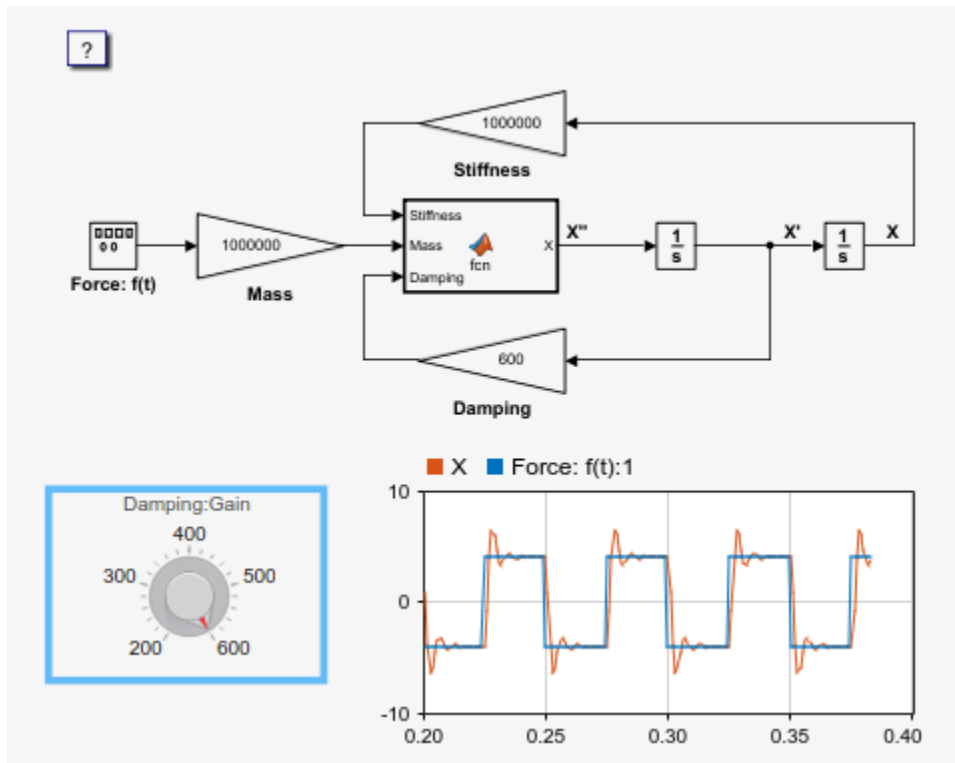 ?
1000000
Stiffness
Stiffness
Mass
Damping
fcn
X
X"
1
s
X'
1
s
X
Force: f(t)
1000000
Mass
600
Damping
X Force: f(t):1
Damping:Gain
200
300
400
500
600
10
0
-10
0.20 0.25 0.30 0.35 0.40